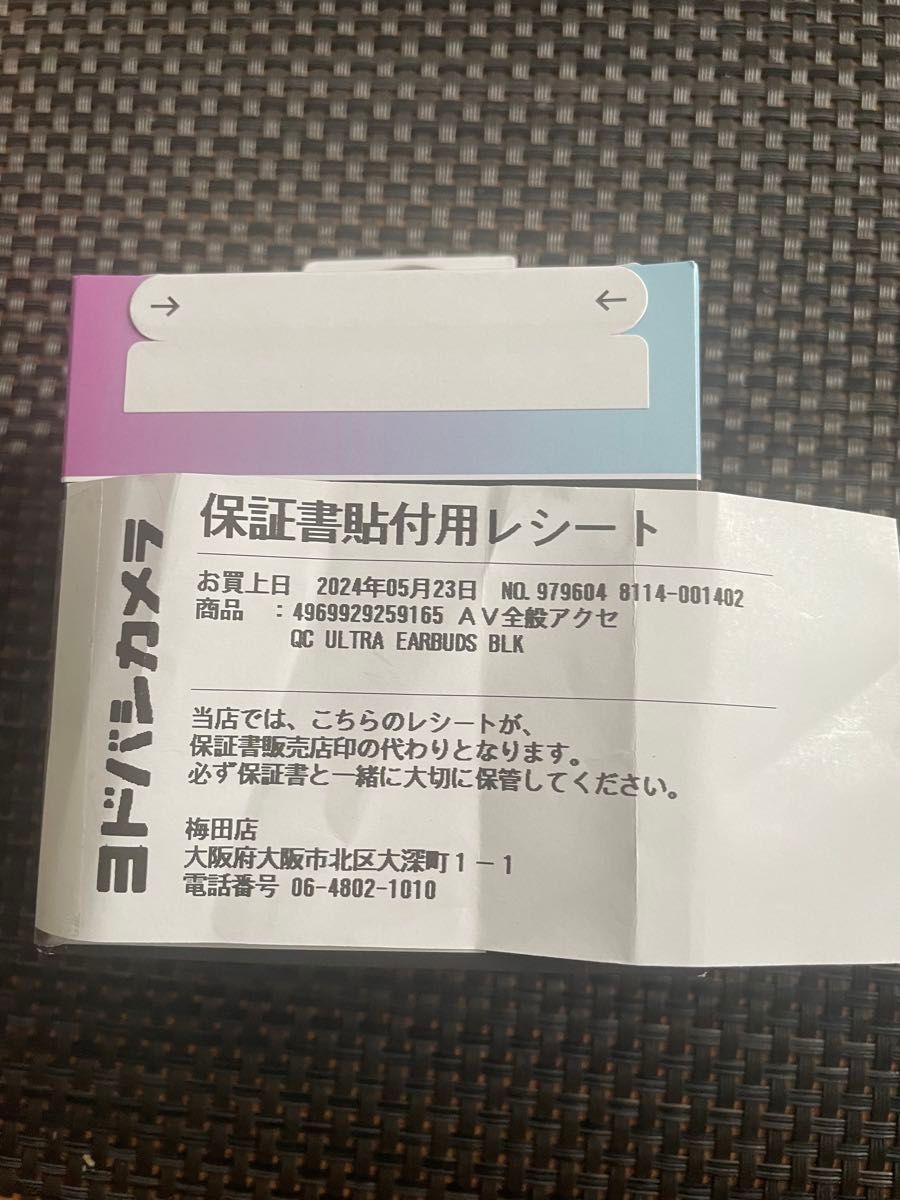 ヨドバシカメラ
保証書貼付用レシート
お買上日 2024年05月23日 NO. 979604 8114-001402
商品 :4969929259165 AV全般アクセ
QC ULTRA EARBUDS BLK
当店では、こちらのレシートが、
保証書販売店印の代わりとなります。
必ず保証書と一緒に大切に保管してください。
梅田店
大阪府大阪市北区大深町1-1
電話番号 06-4802-1010